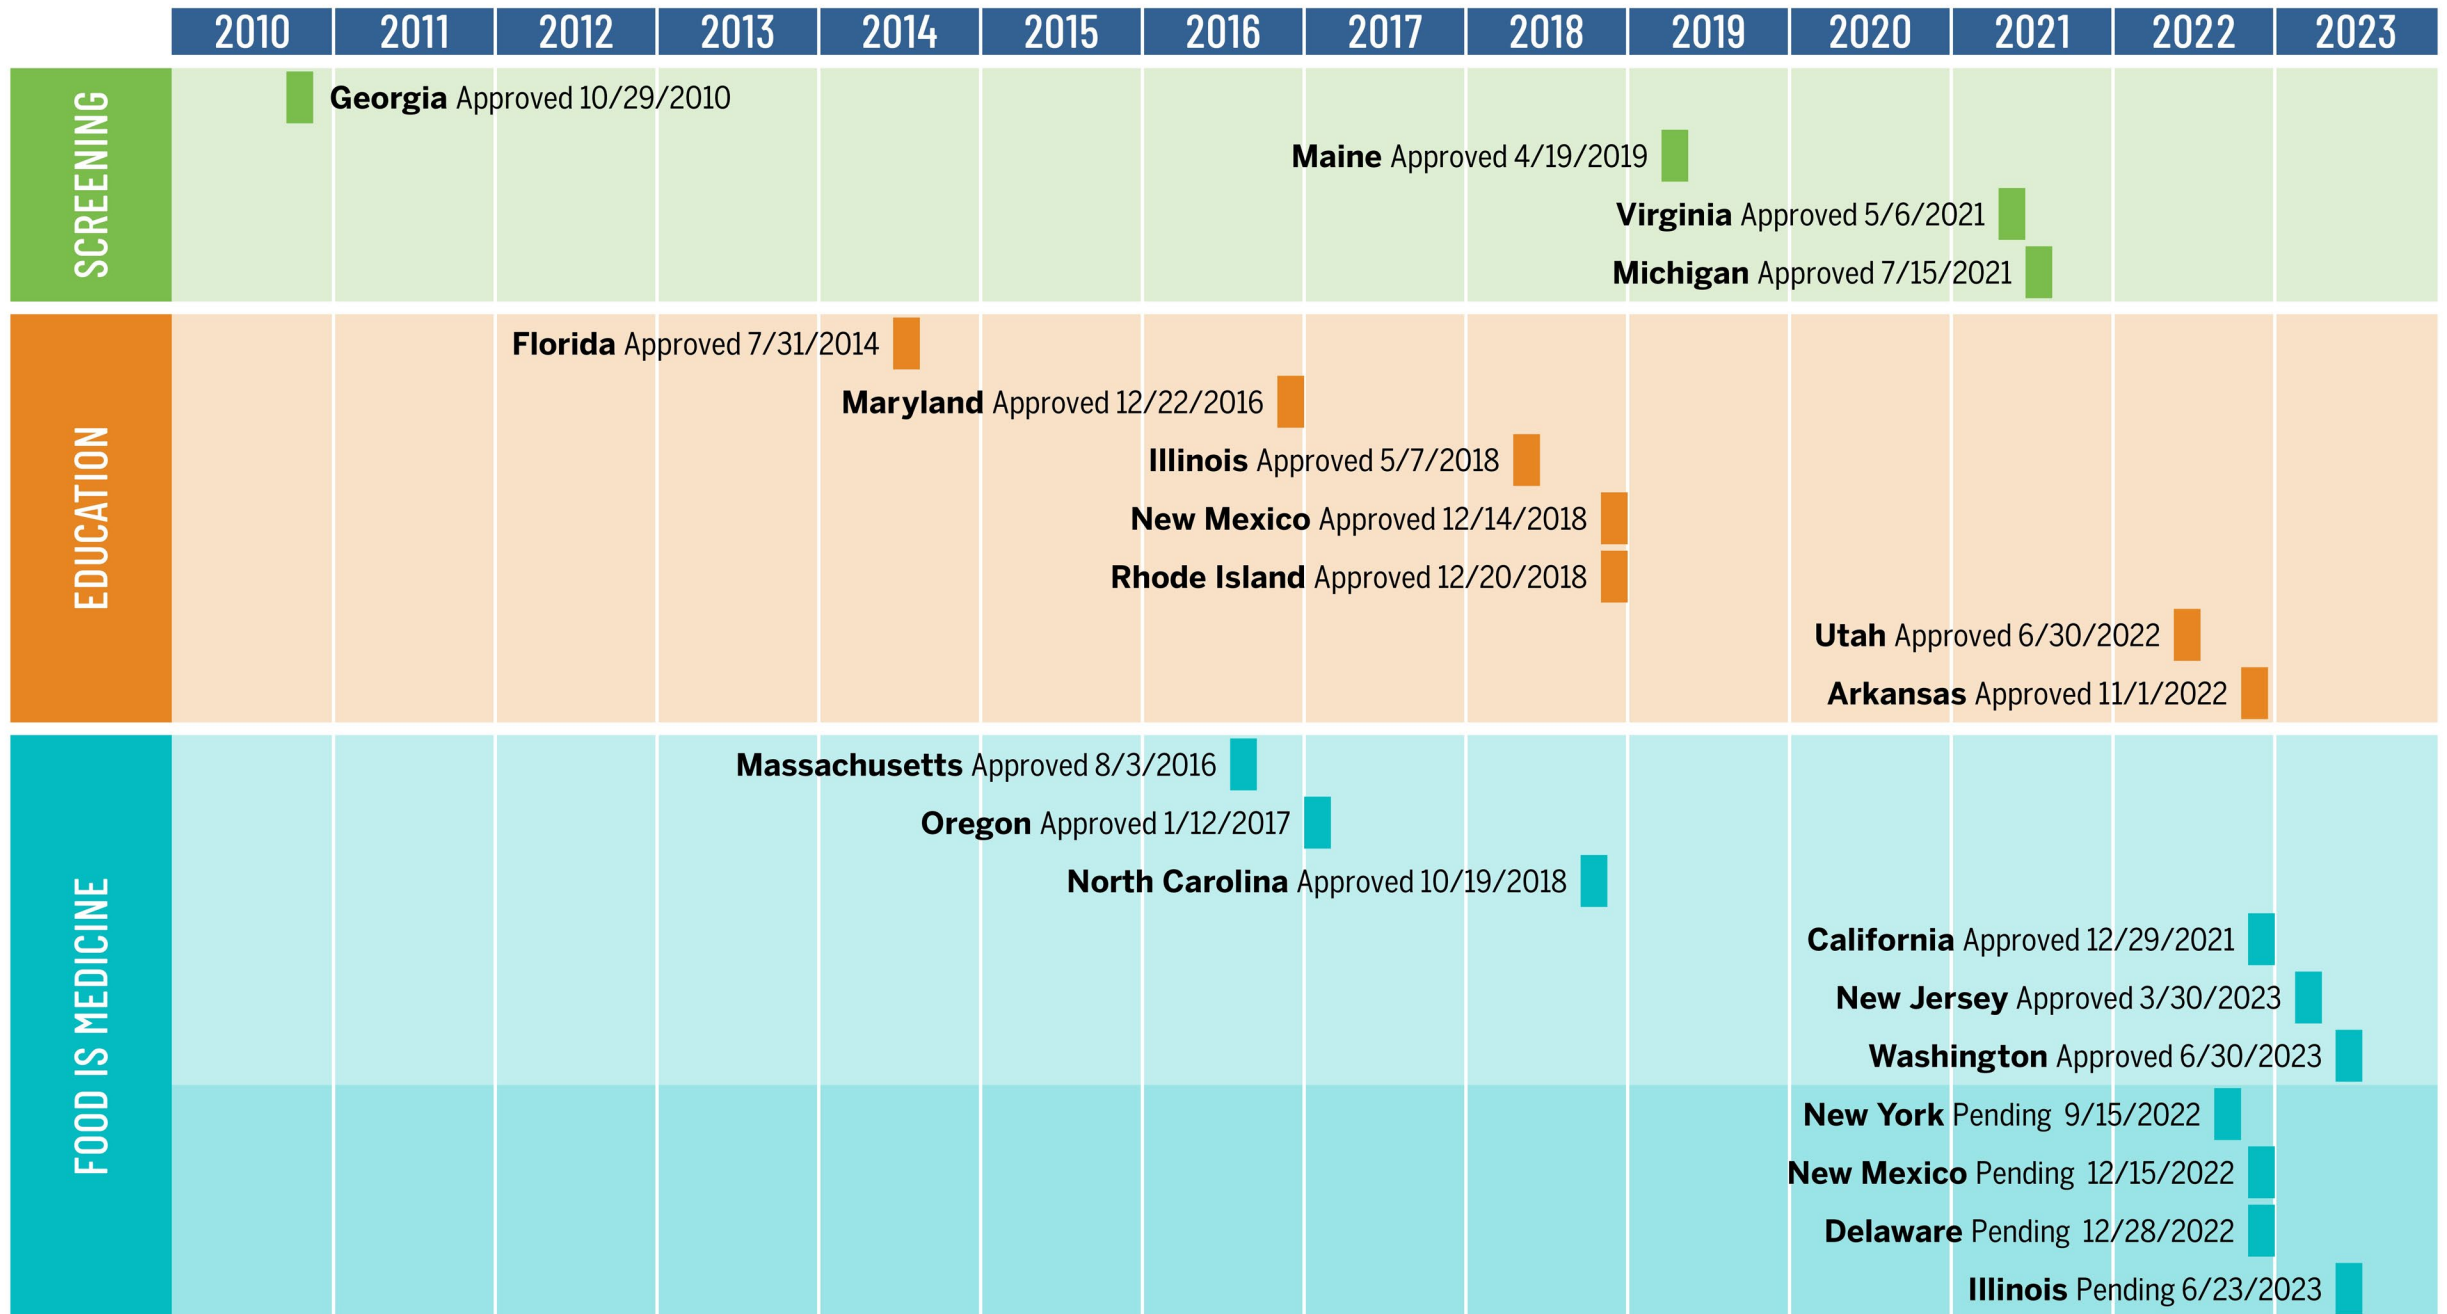 2010 2011 2012 2013 2014 2015 2016 2017 2018 2019 2020 2021 2022 2023
SCREENING
Georgia Approved 10/29/2010
Maine Approved 4/19/2019
Virginia Approved 5/6/2021
Michigan Approved 7/15/2021
EDUCATION
Florida Approved 7/31/2014
Maryland Approved 12/22/2016
Illinois Approved 5/7/2018
New Mexico Approved 12/14/2018
Rhode Island Approved 12/20/2018
Utah Approved 6/30/2022
Arkansas Approved 11/1/2022
FOOD IS MEDICINE
Massachusetts Approved 8/3/2016
Oregon Approved 1/12/2017
North Carolina Approved 10/19/2018
California Approved 12/29/2021
New Jersey Approved 3/30/2023
Washington Approved 6/30/2023
New York Pending 9/15/2022
New Mexico Pending 12/15/2022
Delaware Pending 12/28/2022
Illinois Pending 6/23/2023